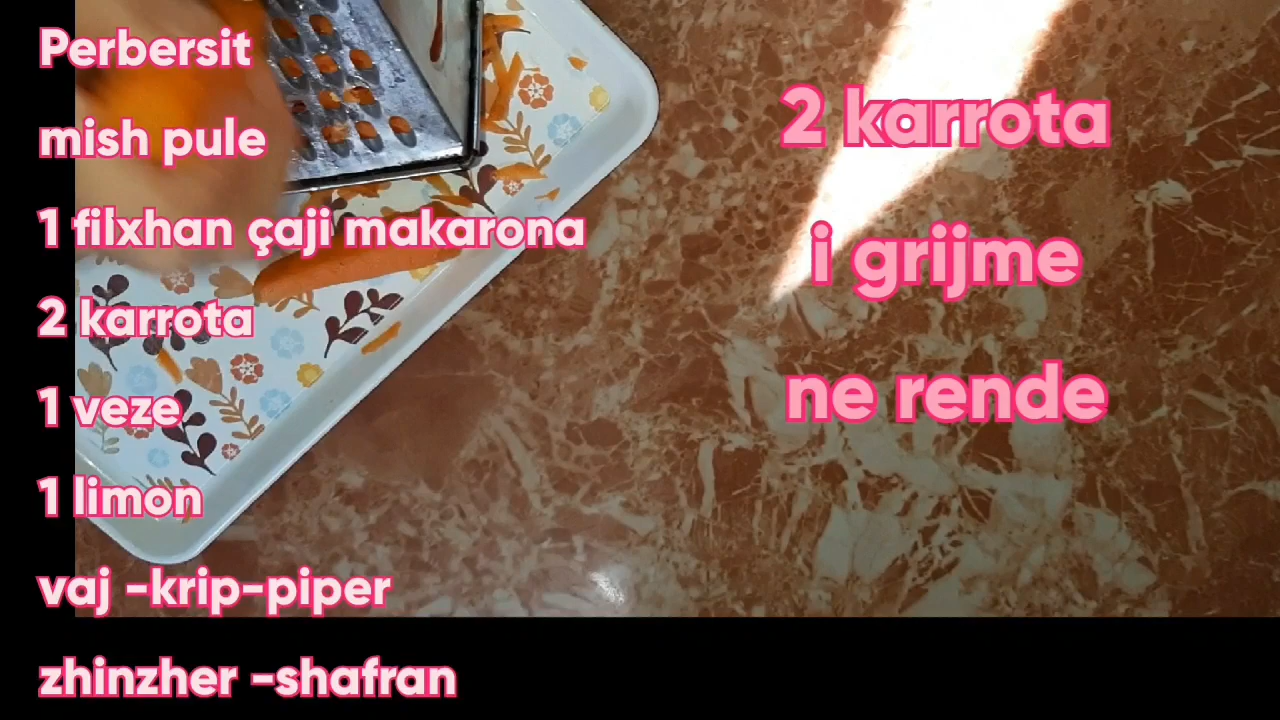 Perbersit
mish pule
1 filxhan çaji makarona
2 karrota
1 veze
1 limon
vaj -krip-piper
zhinzher -shafran
2 karrota
i grijme
ne rende